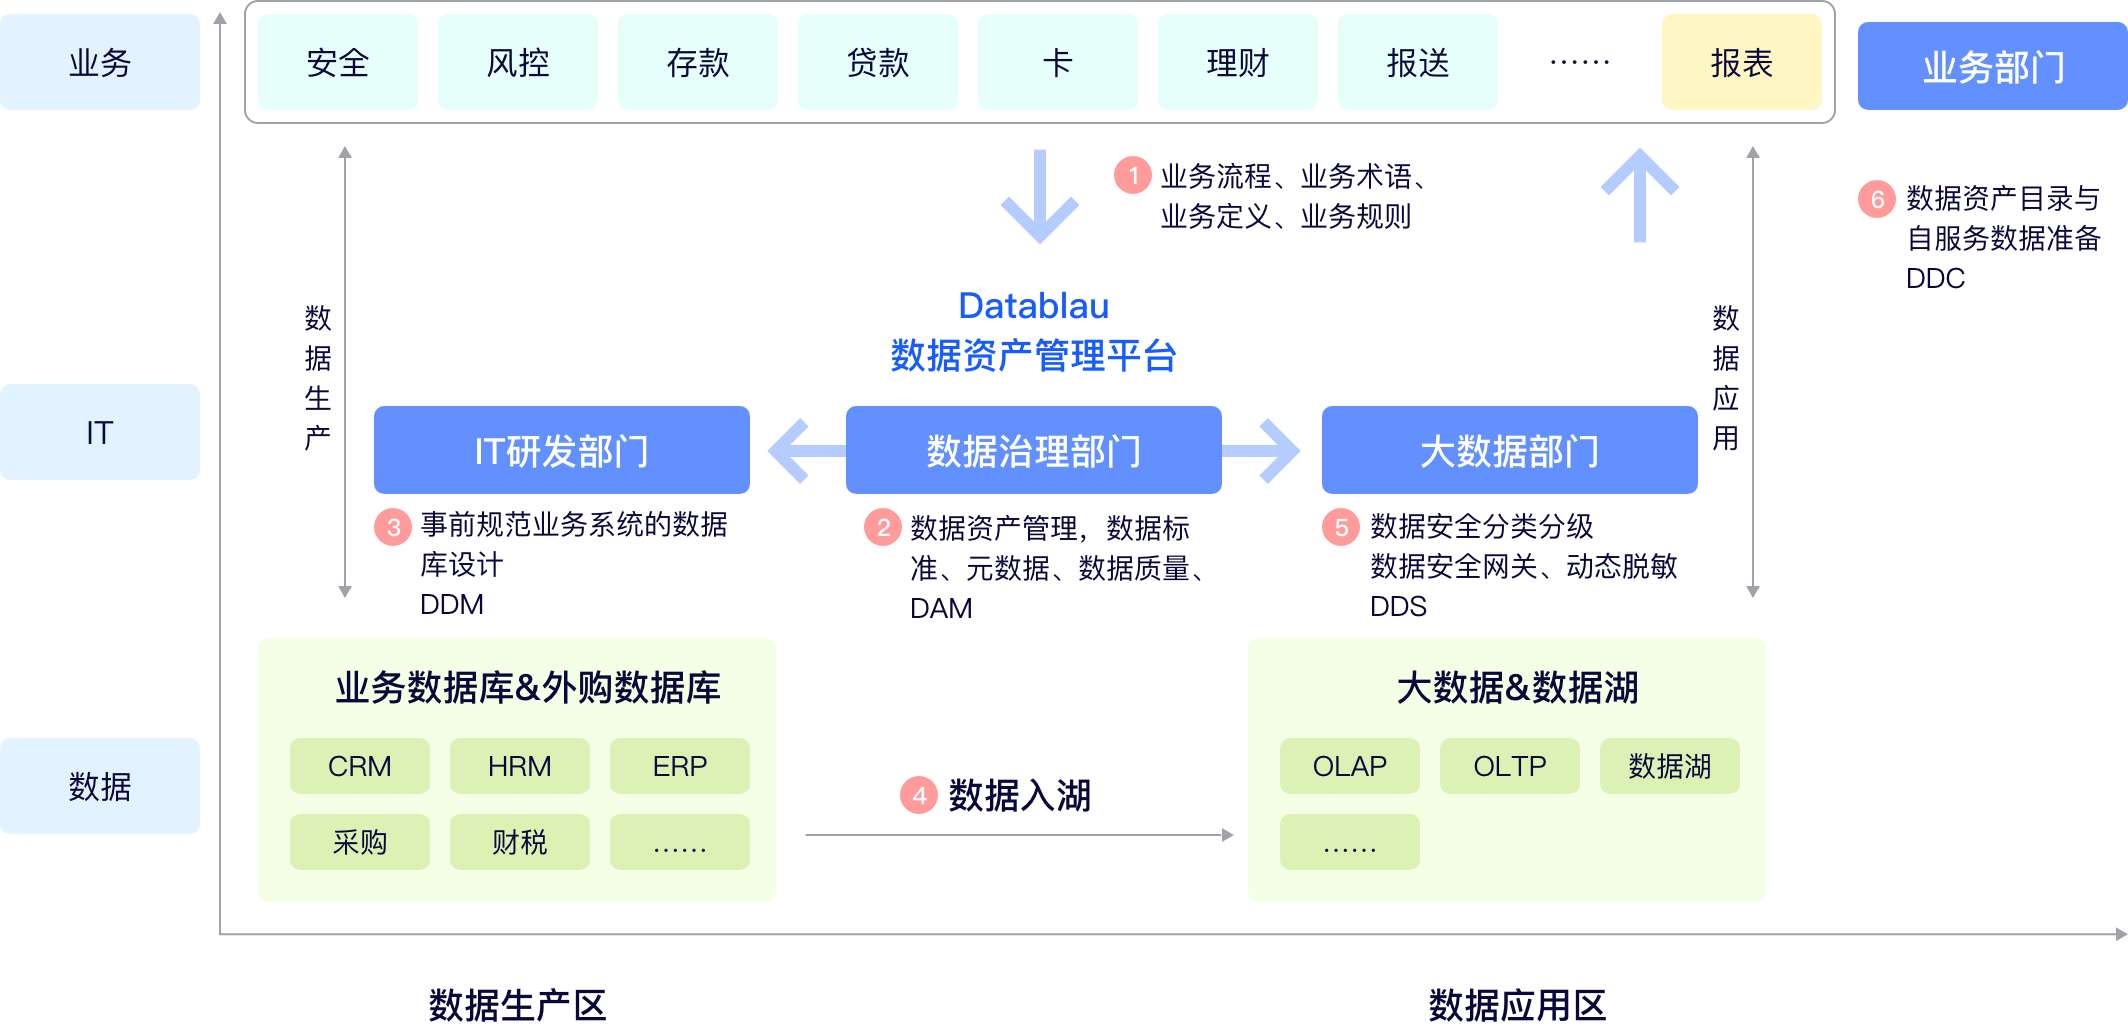 业务
安全
风控
存款
贷款
卡
理财
报送
……
报表
业务部门
1
业务流程、业务术语、
业务定义、业务规则
6
数据资产目录与
自服务数据准备
DDC
数
据
生
产
Datablau
数据资产管理平台
数
据
应
用
IT
IT研发部门
数据治理部门
大数据部门
3
事前规范业务系统的数据
库设计
DDM
2
数据资产管理，数据标
准、元数据、数据质量、
DAM
5
数据安全分类分级
数据安全网关、动态脱敏
DDS
数据
业务数据库&外购数据库
CRM
HRM
ERP
采购
财税
……
4
数据入湖
大数据&数据湖
OLAP
OLTP
数据湖
……
数据生产区
数据应用区